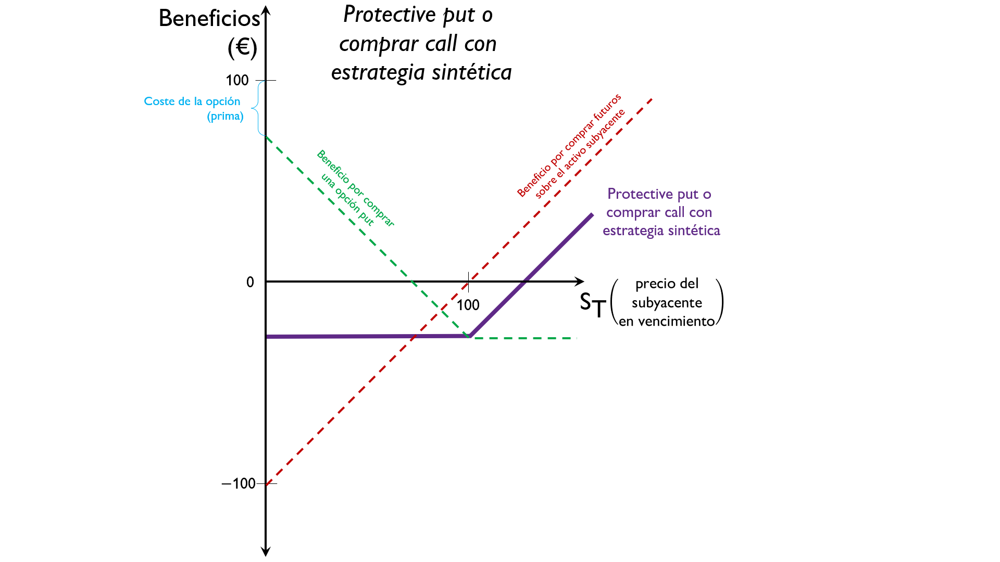 Beneficios
(€)
Protective put o
comprar call con
estrategia sintética
100
Coste de la opción
(prima)
Beneficio por comprar
una opción put
Beneficio por comprar futuros
sobre el activo subyacente
Protective put o
comprar call con
estrategia sintética
0
100
ST
(precio del
subyacente
en vencimiento)
−100